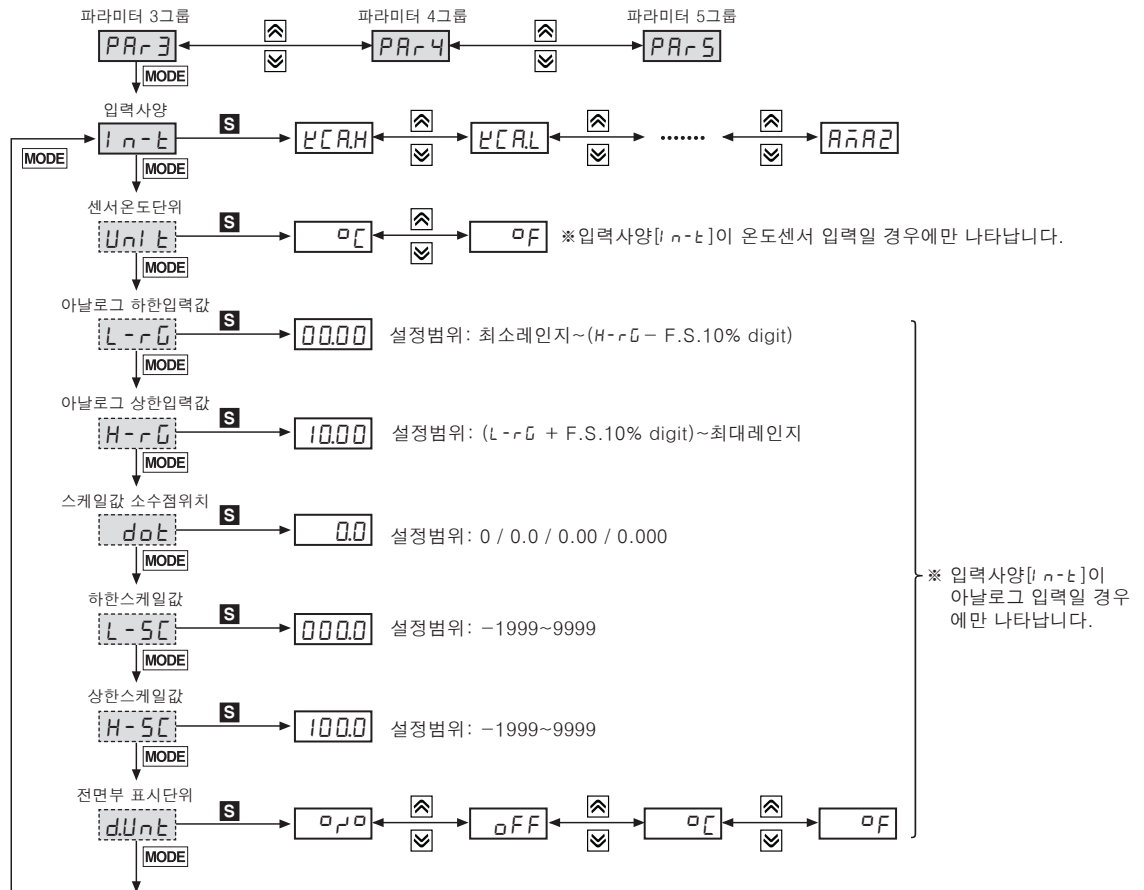 파라미터 3그룹 파라미터 4그룹 파라미터 5그룹
PAr3 PAr4 PAr5
MODE
입력사양
In-t S KCA.H KCA.L ....... AMA2
MODE MODE
센서온도단위
UnIt S °C °F ※입력사양[In-t]이 온도센서 입력일 경우에만 나타납니다.
MODE
아날로그 하한입력값
L-rG S 00.00 설정범위: 최소레인지~(H-rG - F.S.10% digit)
MODE
아날로그 상한입력값
H-rG S 10.00 설정범위: (L-rG + F.S.10% digit)~최대레인지
MODE
스케일값 소수점위치
dot S 0.0 설정범위: 0 / 0.0 / 0.00 / 0.000
MODE
※ 입력사양[In-t]이
아날로그 입력일 경우
에만 나타납니다.
하한스케일값
L-SC S 000.0 설정범위: -1999~9999
MODE
상한스케일값
H-SC S 100.0 설정범위: -1999~9999
MODE
전면부 표시단위
d.Unt S o/o oFF °C °F
MODE